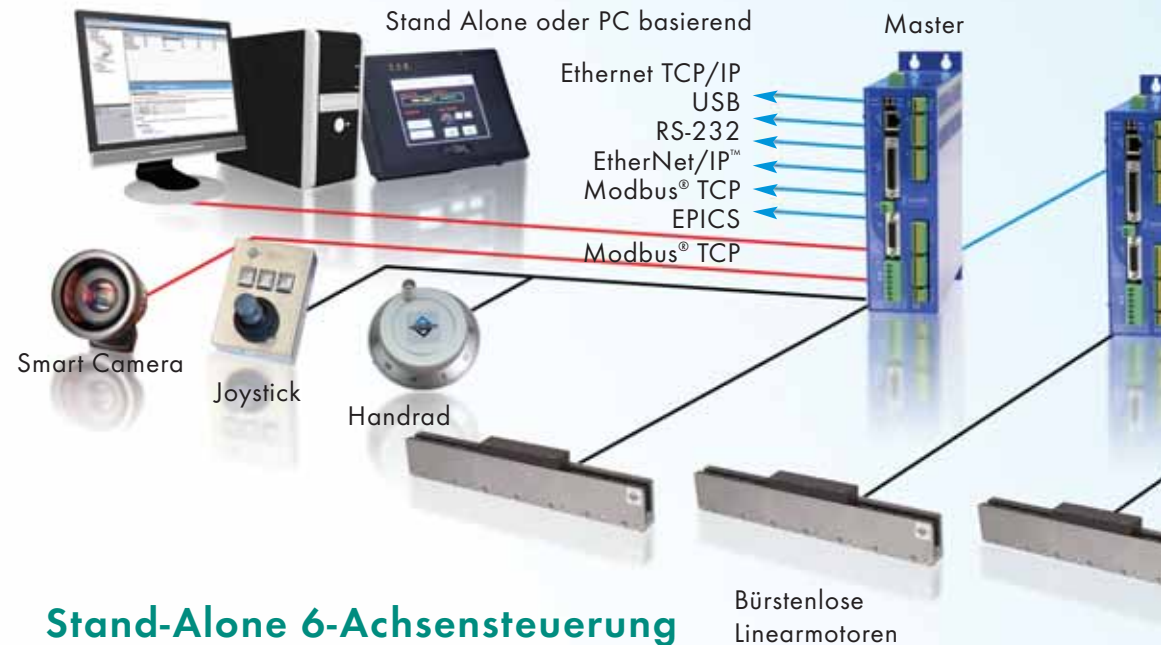 Stand Alone oder PC basierend
Master
Ethernet TCP/IP
USB
RS-232
EtherNet/IP™
Modbus® TCP
EPICS
Modbus® TCP
Smart Camera
Joystick
Handrad
Bürstenlose
Linearmotoren
Stand-Alone 6-Achsensteuerung